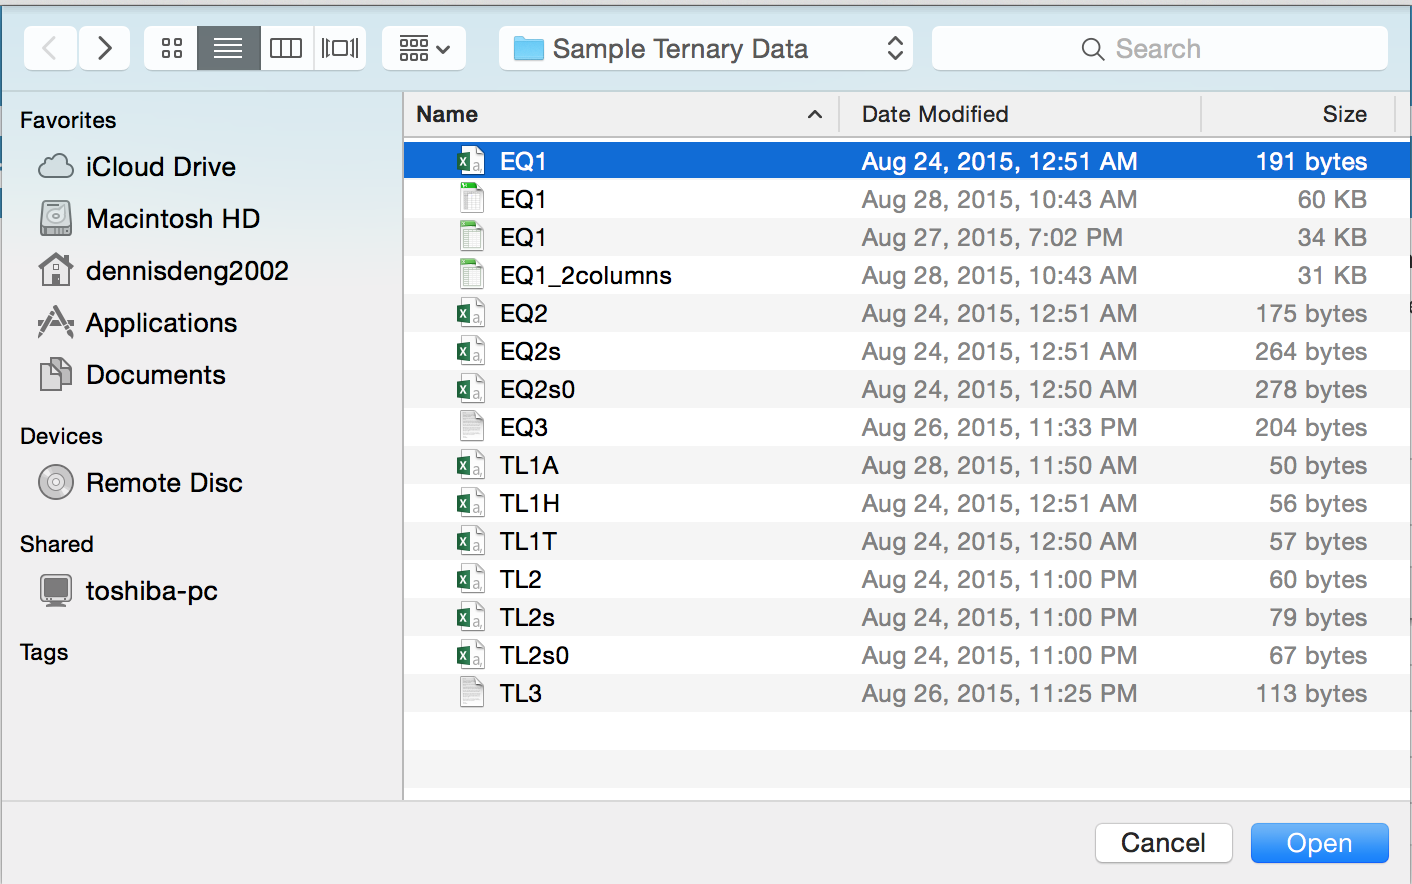 Sample Ternary Data
Search
Favorites
iCloud Drive
Macintosh HD
dennisdeng2002
Applications
Documents
Devices
Remote Disc
Shared
toshiba-pc
Tags
Name Date Modified Size
EQ1 Aug 24, 2015, 12:51 AM 191 bytes
EQ1 Aug 28, 2015, 10:43 AM 60 KB
EQ1 Aug 27, 2015, 7:02 PM 34 KB
EQ1_2columns Aug 28, 2015, 10:43 AM 31 KB
EQ2 Aug 24, 2015, 12:51 AM 175 bytes
EQ2s Aug 24, 2015, 12:51 AM 264 bytes
EQ2s0 Aug 24, 2015, 12:50 AM 278 bytes
EQ3 Aug 26, 2015, 11:33 PM 204 bytes
TL1A Aug 28, 2015, 11:50 AM 50 bytes
TL1H Aug 24, 2015, 12:51 AM 56 bytes
TL1T Aug 24, 2015, 12:50 AM 57 bytes
TL2 Aug 24, 2015, 11:00 PM 60 bytes
TL2s Aug 24, 2015, 11:00 PM 79 bytes
TL2s0 Aug 24, 2015, 11:00 PM 67 bytes
TL3 Aug 26, 2015, 11:25 PM 113 bytes
Cancel Open